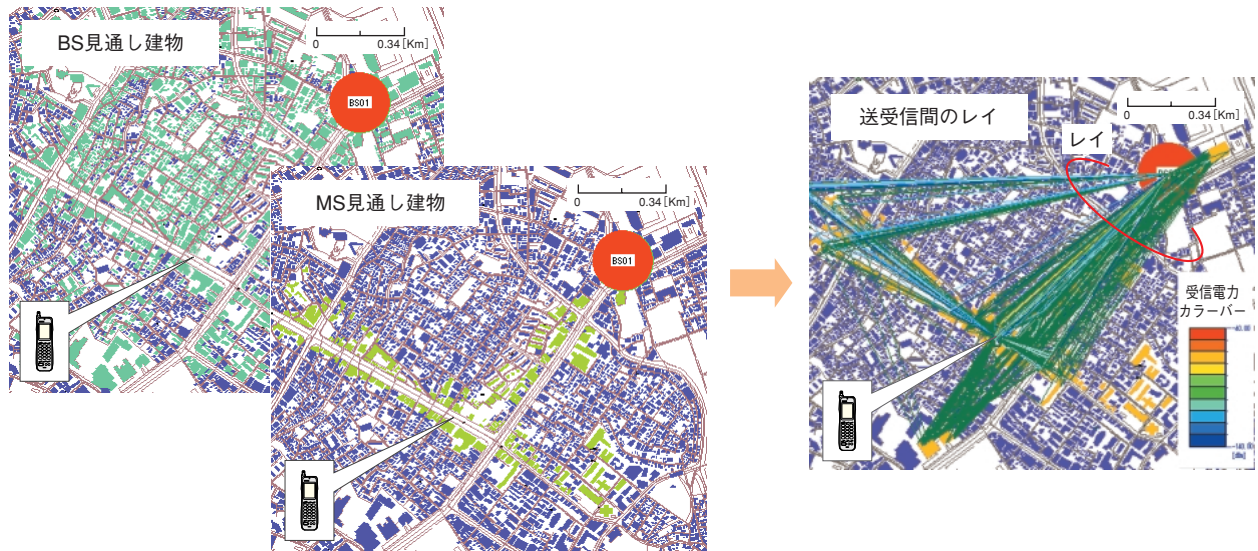 BS見通し建物
0 0.34[Km]
BS01
MS見通し建物
0 0.34[Km]
BS01
送受信間のレイ
0 0.34[Km]
レイ
受信電力
カラーバー